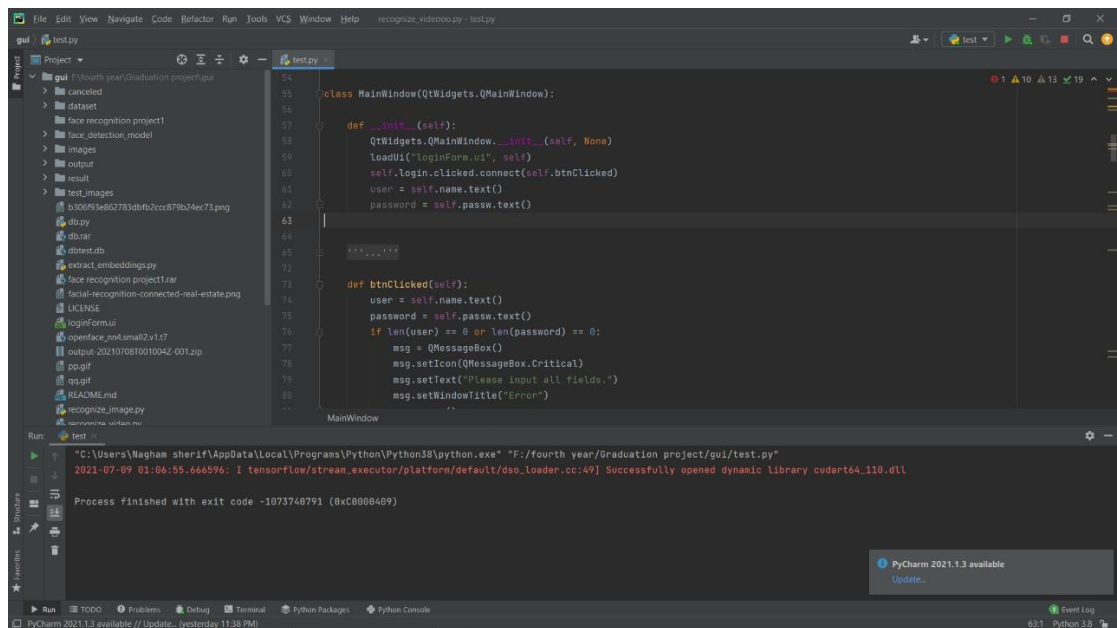 File Edit View Navigate Code Refactor Run Tools VCS Window Help recognize_videooo.py - test.py
gui test.py
test
Project
test.py
1 10 13 19
gui F:\fourth year\Graduation project\gui
canceled
dataset
face recognition project1
face_detection_model
images
output
result
test_images
b306f93e862783dbfb2ccc879b24ec73.png
db.py
db.rar
dbtest.db
extract_embeddings.py
face recognition project1.rar
facial-recognition-connected-real-estate.png
LICENSE
loginForm.ui
openface_nn4.small2.v1.t7
output-20210708T001004Z-001.zip
pp.gif
qq.gif
README.md
recognize_image.py
recognize_video.py
54
55 class MainWindow(QtWidgets.QMainWindow):
56
57 def __init__(self):
58 QtWidgets.QMainWindow.__init__(self, None)
59 loadUi("loginForm.ui", self)
60 self.login.clicked.connect(self.btnClicked)
61 user = self.name.text()
62 password = self.passw.text()
63
64
65 '''...'''
72
73 def btnClicked(self):
74 user = self.name.text()
75 password = self.passw.text()
76 if len(user) == 0 or len(password) == 0:
77 msg = QMessageBox()
78 msg.setIcon(QMessageBox.Critical)
79 msg.setText("Please input all fields.")
80 msg.setWindowTitle("Error")
MainWindow
Run: test
"C:\Users\Nagham sherif\AppData\Local\Programs\Python\Python38\python.exe" "F:/fourth year/Graduation project/gui/test.py"
2021-07-09 01:06:55.666596: I tensorflow/stream_executor/platform/default/dso_loader.cc:49] Successfully opened dynamic library cudart64_110.dll
Process finished with exit code -1073740791 (0xC0000409)
Structure
Favorites
PyCharm 2021.1.3 available
Update...
Run TODO Problems Debug Terminal Python Packages Python Console
1 Event Log
PyCharm 2021.1.3 available // Update... (yesterday 11:38 PM)
63:1 Python 3.8